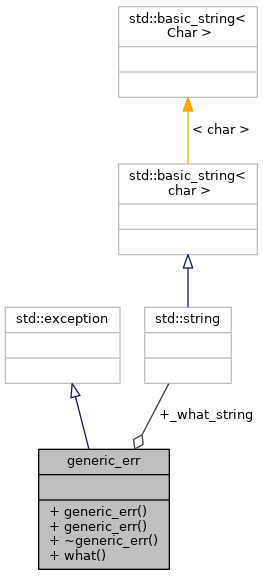 std::basic_string<
Char >
< char >
std::basic_string<
char >
std::exception
std::string
+_what_string
generic_err
+ generic_err()
+ generic_err()
+ ~generic_err()
+ what()